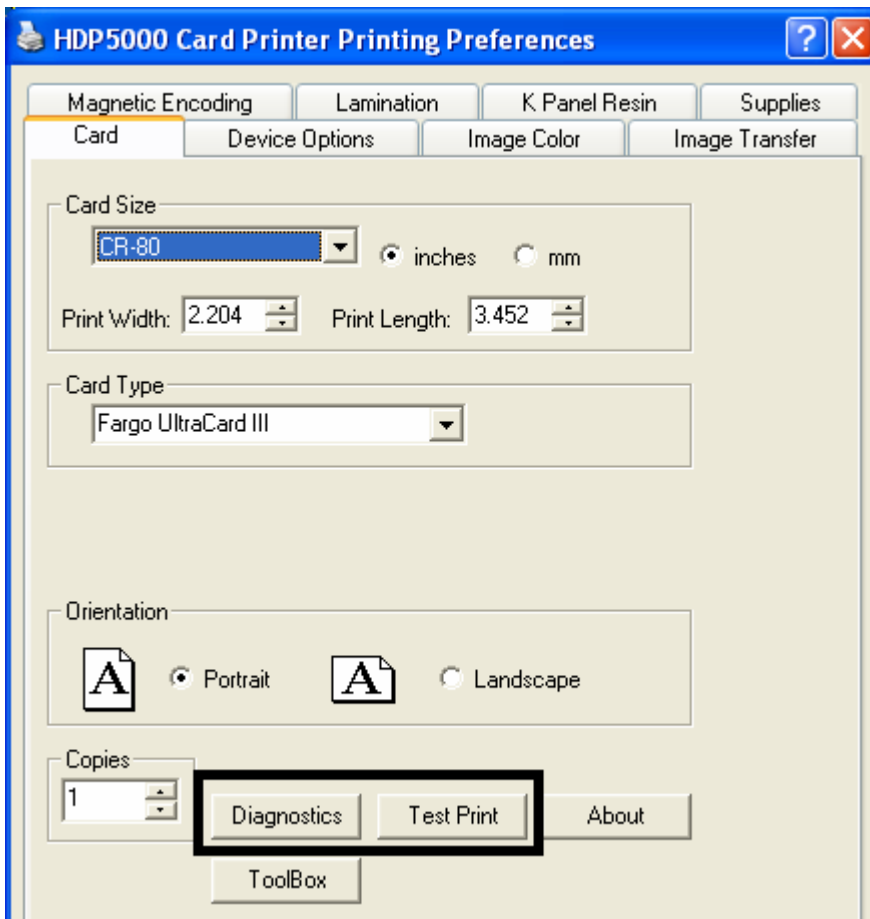 HDP5000 Card Printer Printing Preferences
Magnetic Encoding Lamination K Panel Resin Supplies
Card Device Options Image Color Image Transfer
Card Size
CR-80 inches mm
Print Width: 2.204 Print Length: 3.452
Card Type
Fargo UltraCard III
Orientation
A Portrait A Landscape
Copies
1 Diagnostics Test Print About
ToolBox